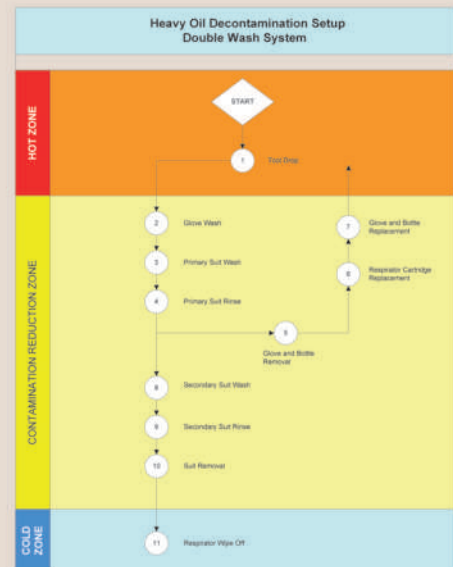 Heavy Oil Decontamination Setup
Double Wash System
HOT ZONE
START
1
Tool Drop
CONTAMINATION REDUCTION ZONE
2
Glove Wash
3
Primary Suit Wash
4
Primary Suit Rinse
5
Glove and Bottle
Removal
6
Respirator Cartridge
Replacement
7
Glove and Bottle
Replacement
8
Secondary Suit Wash
9
Secondary Suit Rinse
10
Suit Removal
COLD
ZONE
11
Respirator Wipe Off